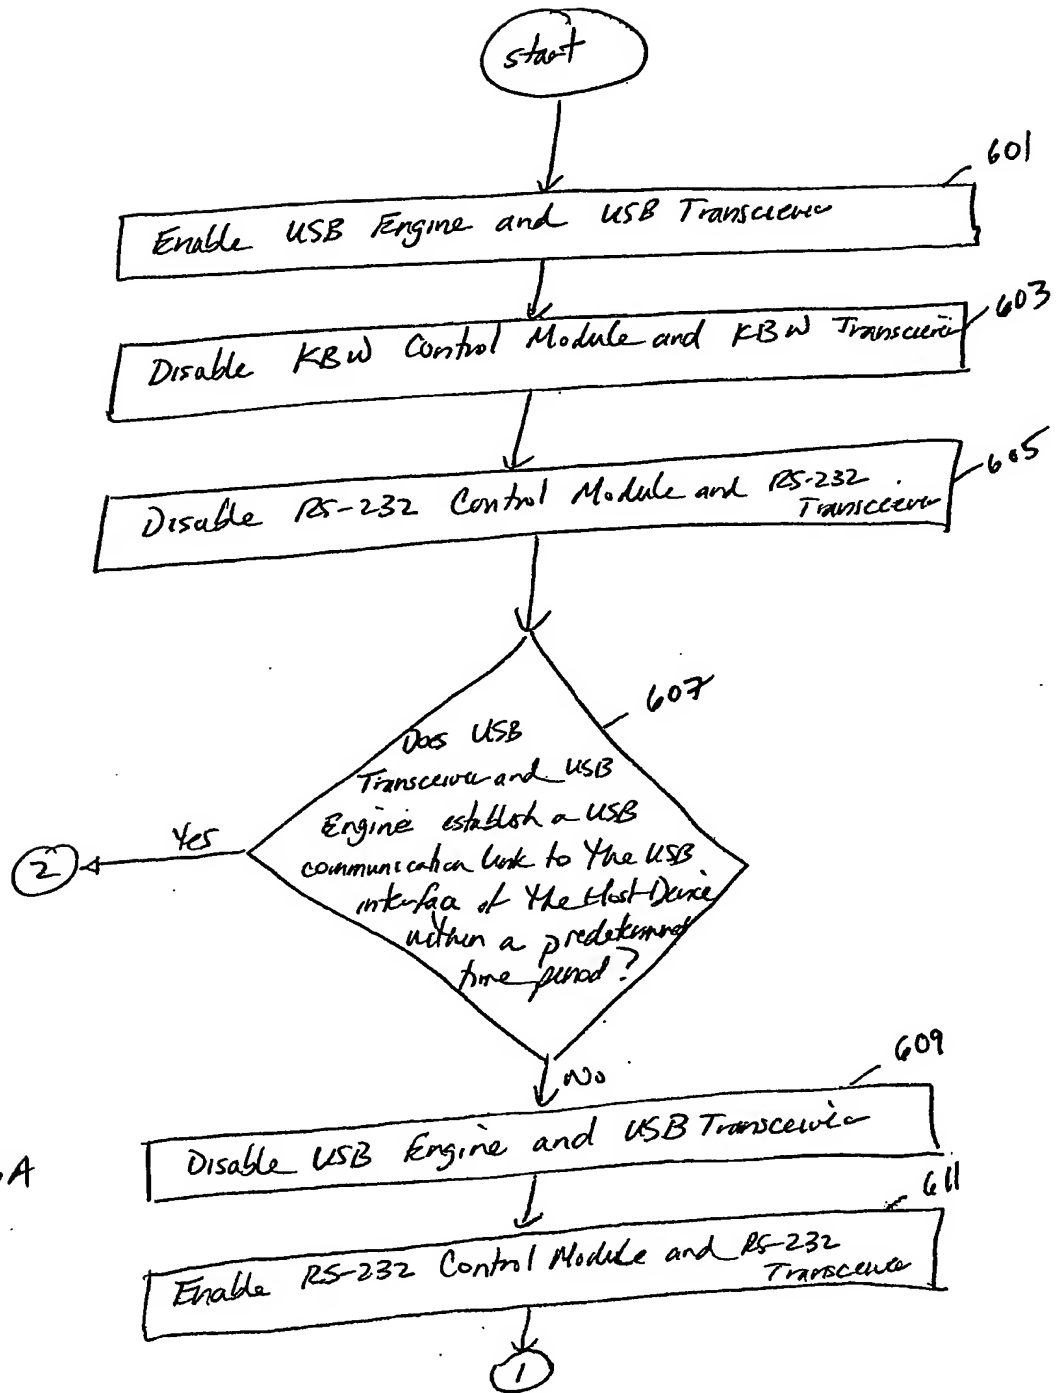 start
601
Enable USB Engine and USB Transceiver
603
Disable KBW Control Module and KBW Transceiver
605
Disable RS-232 Control Module and RS-232
Transceiver
607
Does USB
Transceiver and USB
Engine establish a USB
communication link to the USB
interface of the Host Device
within a predetermined
time period?
Yes
2
No
609
Disable USB Engine and USB Transceiver
6A
611
Enable RS-232 Control Module and RS-232
Transceiver
1